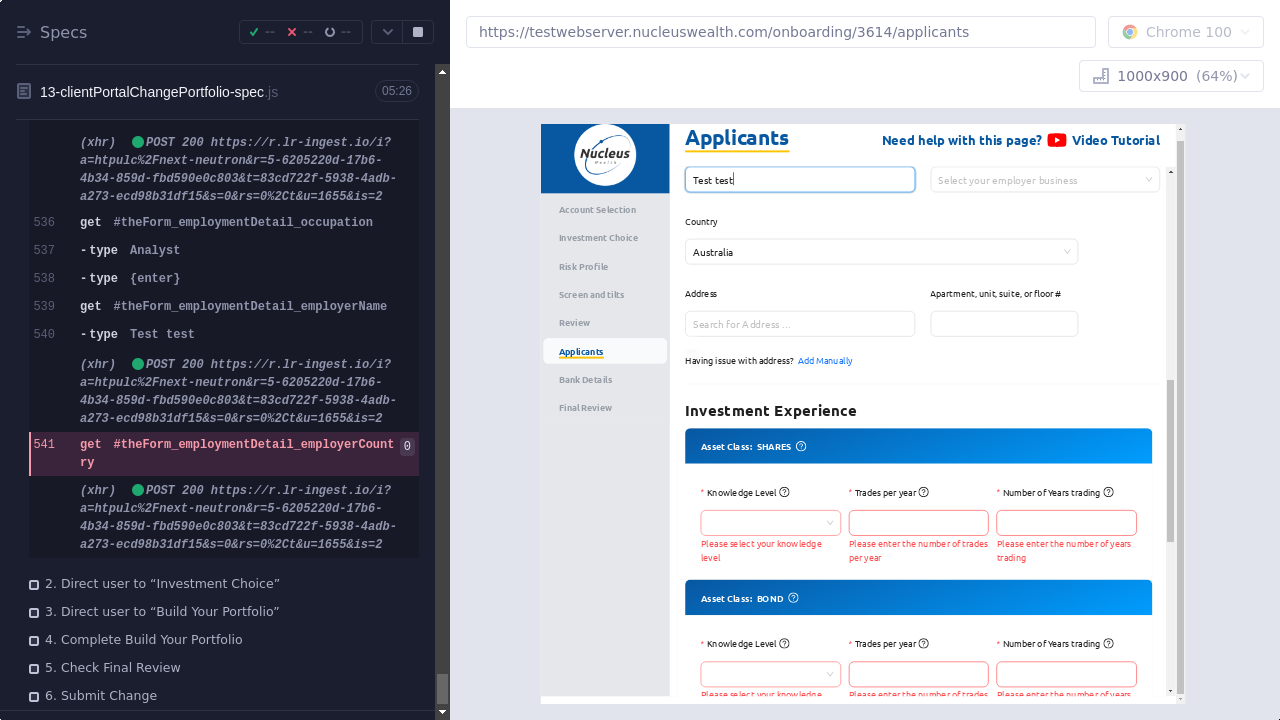 Specs
--
--
--
13-clientPortalChangePortfolio-spec.js
05:26
(xhr) POST 200 https://r.lr-ingest.io/i?
a=htpulc%2Fnext-neutron&r=5-6205220d-17b6-
4b34-859d-fbd590e0c803&t=83cd722f-5938-4adb-
a273-ecd98b31df15&s=0&rs=0%2Ct&u=1655&is=2
536 get #theForm_employmentDetail_occupation
537 -type Analyst
538 -type {enter}
539 get #theForm_employmentDetail_employerName
540 -type Test test
(xhr) POST 200 https://r.lr-ingest.io/i?
a=htpulc%2Fnext-neutron&r=5-6205220d-17b6-
4b34-859d-fbd590e0c803&t=83cd722f-5938-4adb-
a273-ecd98b31df15&s=0&rs=0%2Ct&u=1655&is=2
541 get #theForm_employmentDetail_employerCount 0
ry
(xhr) POST 200 https://r.lr-ingest.io/i?
a=htpulc%2Fnext-neutron&r=5-6205220d-17b6-
4b34-859d-fbd590e0c803&t=83cd722f-5938-4adb-
a273-ecd98b31df15&s=0&rs=0%2Ct&u=1655&is=2
2. Direct user to “Investment Choice”
3. Direct user to “Build Your Portfolio”
4. Complete Build Your Portfolio
5. Check Final Review
6. Submit Change
https://testwebserver.nucleuswealth.com/onboarding/3614/applicants
Chrome 100
1000x900 (64%)
Nucleus
Wealth
Account Selection
Investment Choice
Risk Profile
Screen and tilts
Review
Applicants
Bank Details
Final Review
Applicants
Need help with this page? Video Tutorial
Test test
Select your employer business
Country
Australia
Address
Apartment, unit, suite, or floor #
Search for Address ...
Having issue with address? Add Manually
Investment Experience
Asset Class: SHARES
* Knowledge Level
* Trades per year
* Number of Years trading
Please select your knowledge level
Please enter the number of trades per year
Please enter the number of years trading
Asset Class: BOND
* Knowledge Level
* Trades per year
* Number of Years trading
Please select your knowledge
Please enter the number of trades
Please enter the number of years